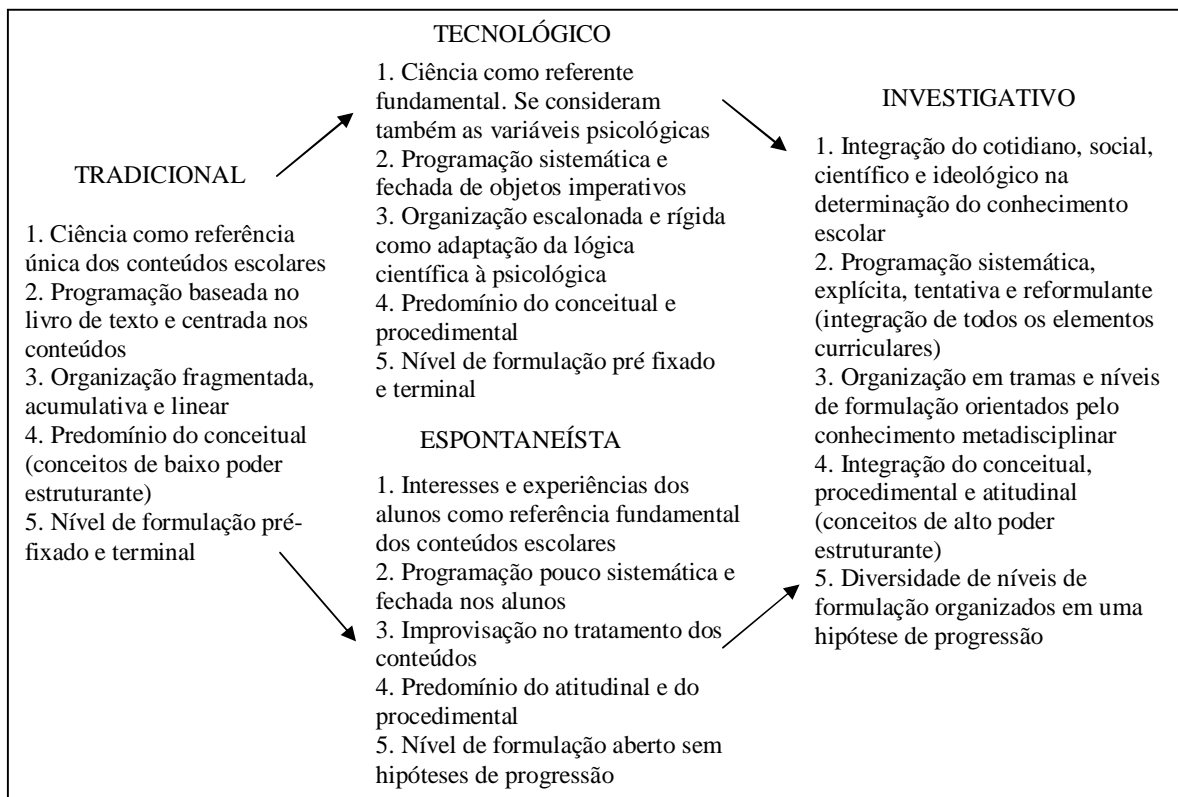 TRADICIONAL
1. Ciência como referência
única dos conteúdos escolares
2. Programação baseada no
livro de texto e centrada nos
conteúdos
3. Organização fragmentada,
acumulativa e linear
4. Predomínio do conceitual
(conceitos de baixo poder
estruturante)
5. Nível de formulação pré-
fixado e terminal
TECNOLÓGICO
1. Ciência como referente
fundamental. Se consideram
também as variáveis psicológicas
2. Programação sistemática e
fechada de objetos imperativos
3. Organização escalonada e rígida
como adaptação da lógica
científica à psicológica
4. Predomínio do conceitual e
procedimental
5. Nível de formulação pré fixado
e terminal
ESPONTANEÍSTA
1. Interesses e experiências dos
alunos como referência fundamental
dos conteúdos escolares
2. Programação pouco sistemática e
fechada nos alunos
3. Improvisação no tratamento dos
conteúdos
4. Predomínio do atitudinal e do
procedimental
5. Nível de formulação aberto sem
hipóteses de progressão
INVESTIGATIVO
1. Integração do cotidiano, social,
científico e ideológico na
determinação do conhecimento
escolar
2. Programação sistemática,
explícita, tentativa e reformulante
(integração de todos os elementos
curriculares)
3. Organização em tramas e níveis
de formulação orientados pelo
conhecimento metadisciplinar
4. Integração do conceitual,
procedimental e atitudinal
(conceitos de alto poder
estruturante)
5. Diversidade de níveis de
formulação organizados em uma
hipótese de progressão